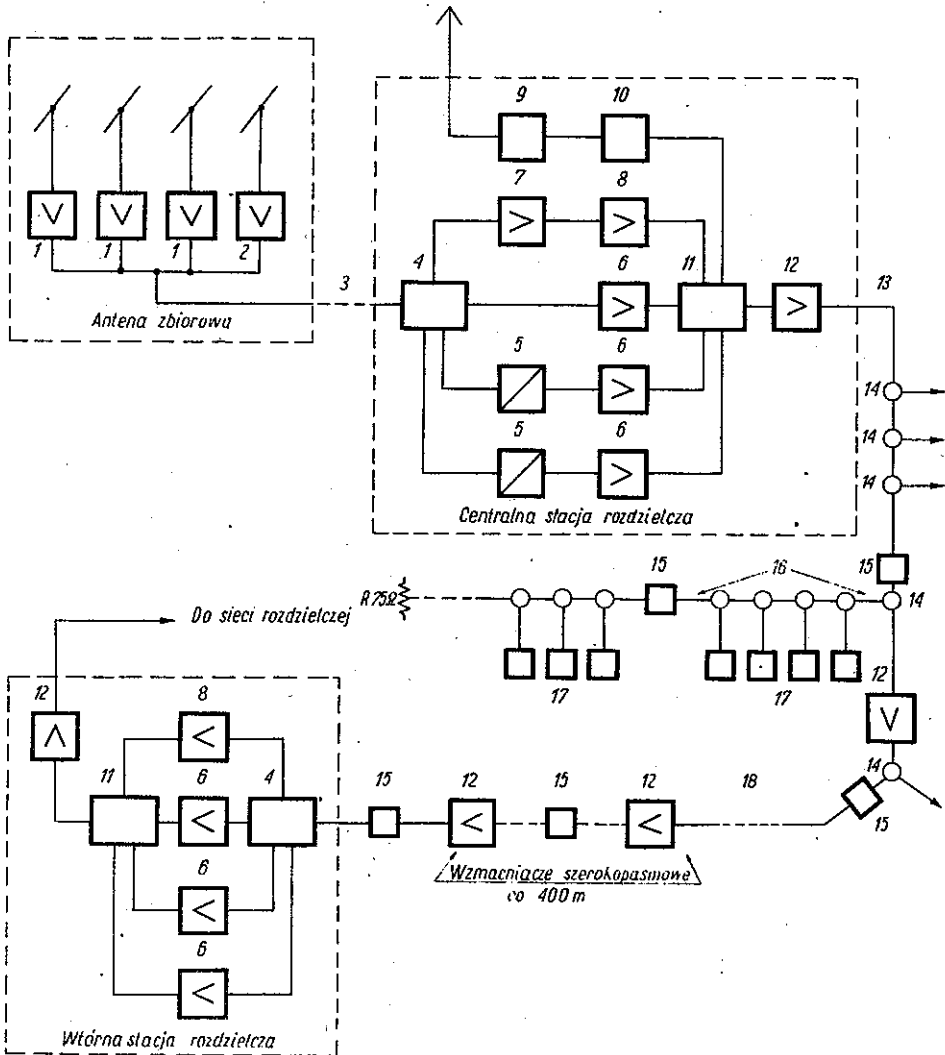 9 10
7 8
1 1 1 2
3 4 6 11 12 13
Antena zbiorowa
5 6
14
14
5 6
14
Centralna stacja rozdzielcza
15 16 15
R 75Ω
14
Do sieci rozdzielczej
17 17
12 8 12
11 6 4 15 12 15 12 18 14
15
6
Wzmacniacze szerokopasmowe
co 400 m
6
Wtórna stacja rozdzielcza